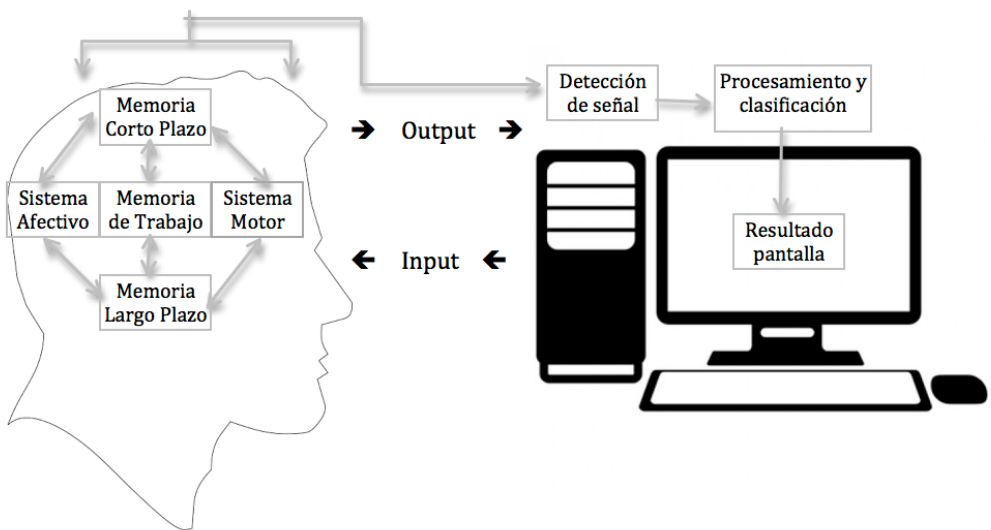 Memoria
Corto Plazo
Sistema
Afectivo
Memoria
de Trabajo
Sistema
Motor
Memoria
Largo Plazo
Output
Input
Detección
de señal
Procesamiento y
clasificación
Resultado
pantalla